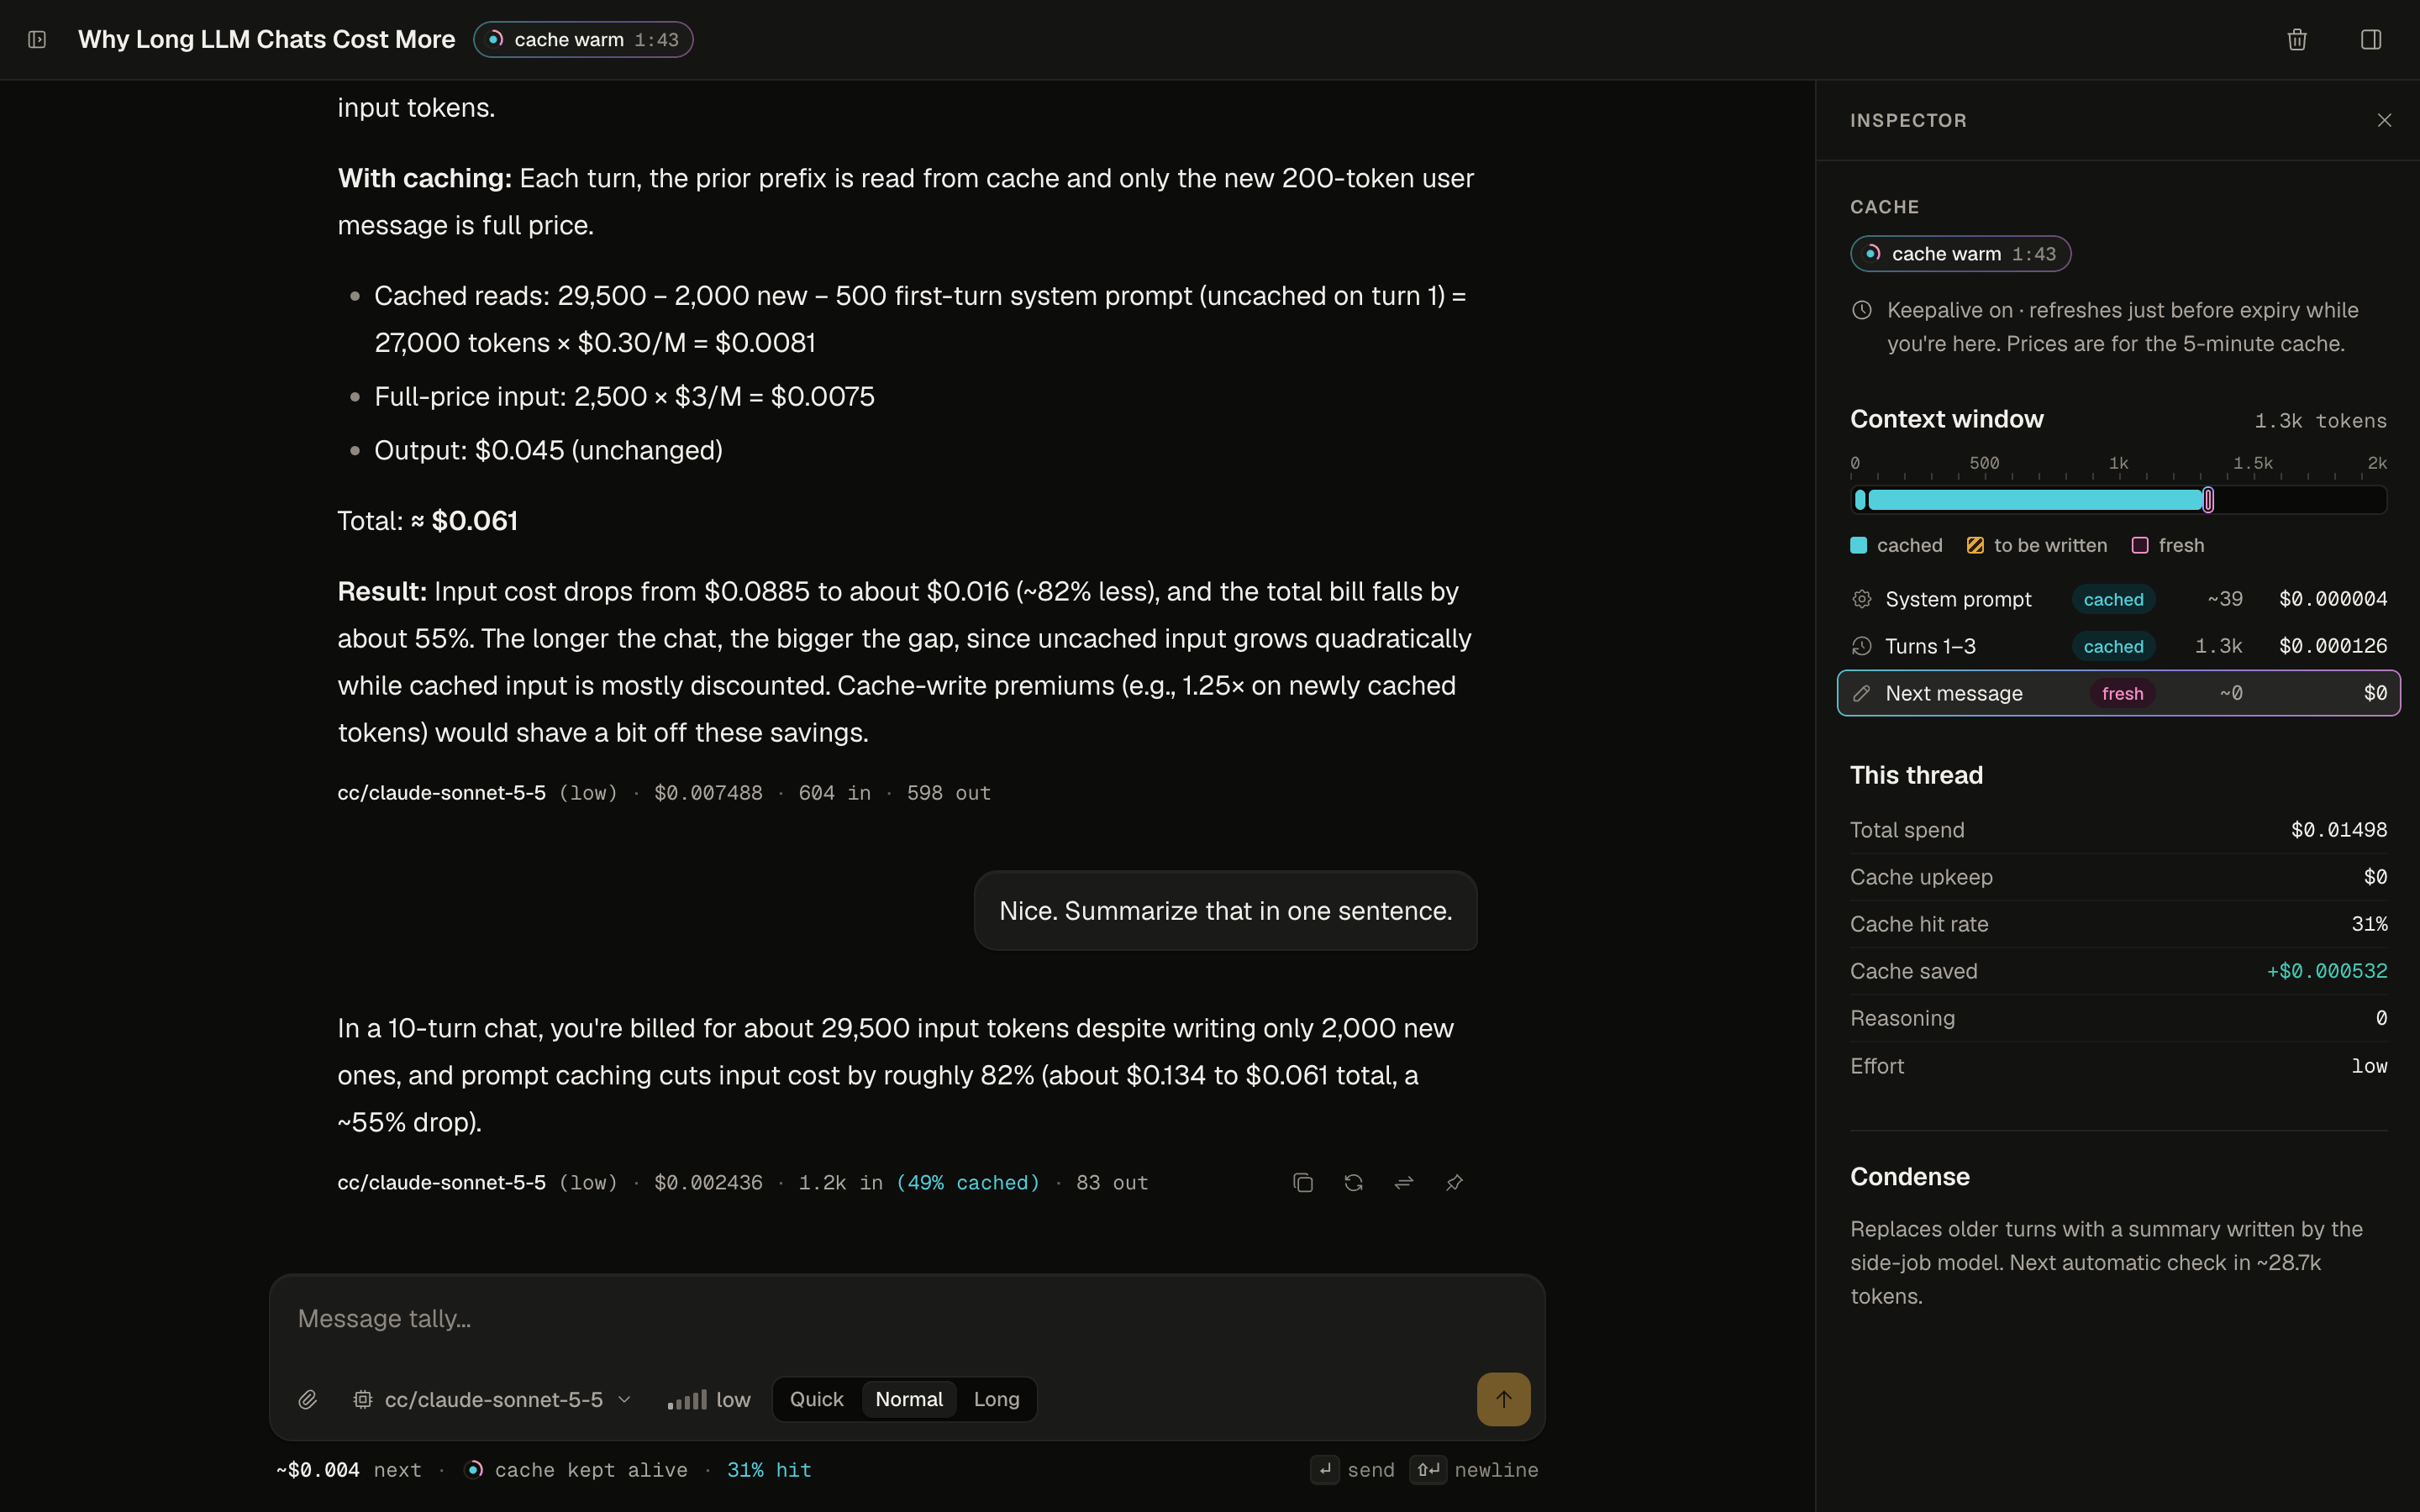 Why Long LLM Chats Cost More
cache warm 1:43
input tokens.
With caching: Each turn, the prior prefix is read from cache and only the new 200-token user
message is full price.
Cached reads: 29,500 – 2,000 new – 500 first-turn system prompt (uncached on turn 1) =
27,000 tokens × $0.30/M = $0.0081
Full-price input: 2,500 × $3/M = $0.0075
Output: $0.045 (unchanged)
Total: ≈ $0.061
Result: Input cost drops from $0.0885 to about $0.016 (~82% less), and the total bill falls by
about 55%. The longer the chat, the bigger the gap, since uncached input grows quadratically
while cached input is mostly discounted. Cache-write premiums (e.g., 1.25× on newly cached
tokens) would shave a bit off these savings.
cc/claude-sonnet-5-5 (low) · $0.007488 · 604 in · 598 out
Nice. Summarize that in one sentence.
In a 10-turn chat, you're billed for about 29,500 input tokens despite writing only 2,000 new
ones, and prompt caching cuts input cost by roughly 82% (about $0.134 to $0.061 total, a
~55% drop).
cc/claude-sonnet-5-5 (low) · $0.002436 · 1.2k in (49% cached) · 83 out
Message tally...
cc/claude-sonnet-5-5
low
Quick Normal Long
~$0.004 next · cache kept alive · 31% hit
send newline
INSPECTOR
CACHE
cache warm 1:43
Keepalive on · refreshes just before expiry while
you're here. Prices are for the 5-minute cache.
Context window 1.3k tokens
0 500 1k 1.5k 2k
cached to be written fresh
System prompt cached ~39 $0.000004
Turns 1–3 cached 1.3k $0.000126
Next message fresh ~0 $0
This thread
Total spend $0.01498
Cache upkeep $0
Cache hit rate 31%
Cache saved +$0.000532
Reasoning 0
Effort low
Condense
Replaces older turns with a summary written by the
side-job model. Next automatic check in ~28.7k
tokens.